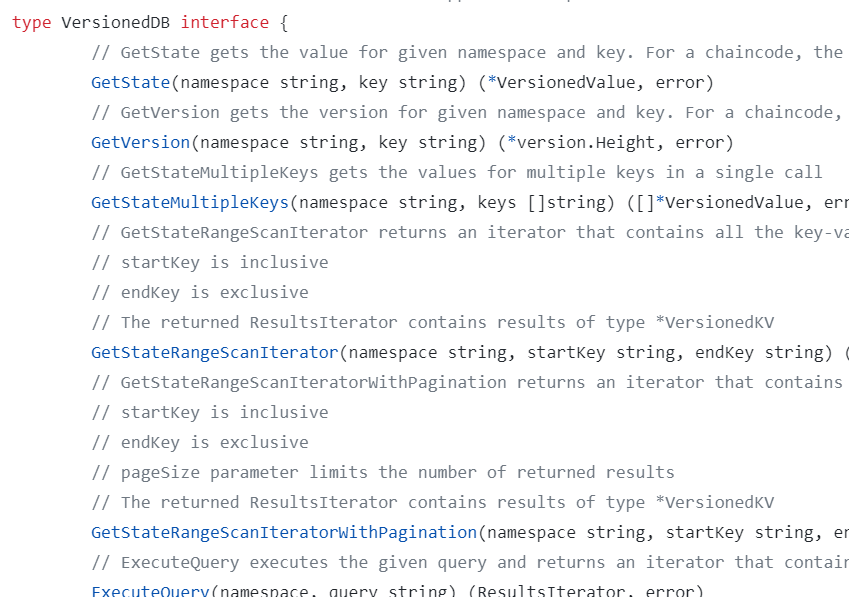 type VersionedDB interface {
// GetState gets the value for given namespace and key. For a chaincode, the
GetState(namespace string, key string) (*VersionedValue, error)
// GetVersion gets the version for given namespace and key. For a chaincode,
GetVersion(namespace string, key string) (*version.Height, error)
// GetStateMultipleKeys gets the values for multiple keys in a single call
GetStateMultipleKeys(namespace string, keys []string) ([]*VersionedValue, err
// GetStateRangeScanIterator returns an iterator that contains all the key-va
// startKey is inclusive
// endKey is exclusive
// The returned ResultsIterator contains results of type *VersionedKV
GetStateRangeScanIterator(namespace string, startKey string, endKey string) (
// GetStateRangeScanIteratorWithPagination returns an iterator that contains
// startKey is inclusive
// endKey is exclusive
// pageSize parameter limits the number of returned results
// The returned ResultsIterator contains results of type *VersionedKV
GetStateRangeScanIteratorWithPagination(namespace string, startKey string, en
// ExecuteQuery executes the given query and returns an iterator that contain
ExecuteQuery(namespace, query string) (ResultsIterator, error)